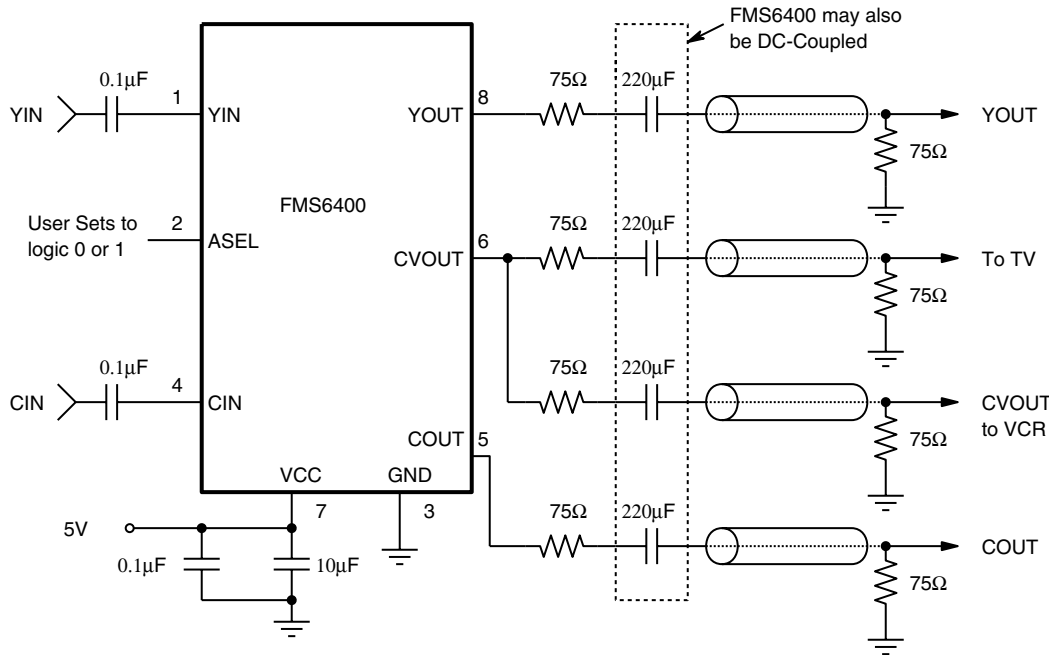 FMS6400 may also
be DC-Coupled
0.1µF
75Ω
220µF
YIN
1
YIN
YOUT
8
YOUT
75Ω
FMS6400
User Sets to
logic 0 or 1
2
ASEL
75Ω
220µF
6
CVOUT
To TV
75Ω
0.1µF
75Ω
220µF
CIN
4
CIN
CVOUT
to VCR
COUT
5
75Ω
VCC
GND
7
3
75Ω
220µF
5V
0.1µF
10µF
COUT
75Ω